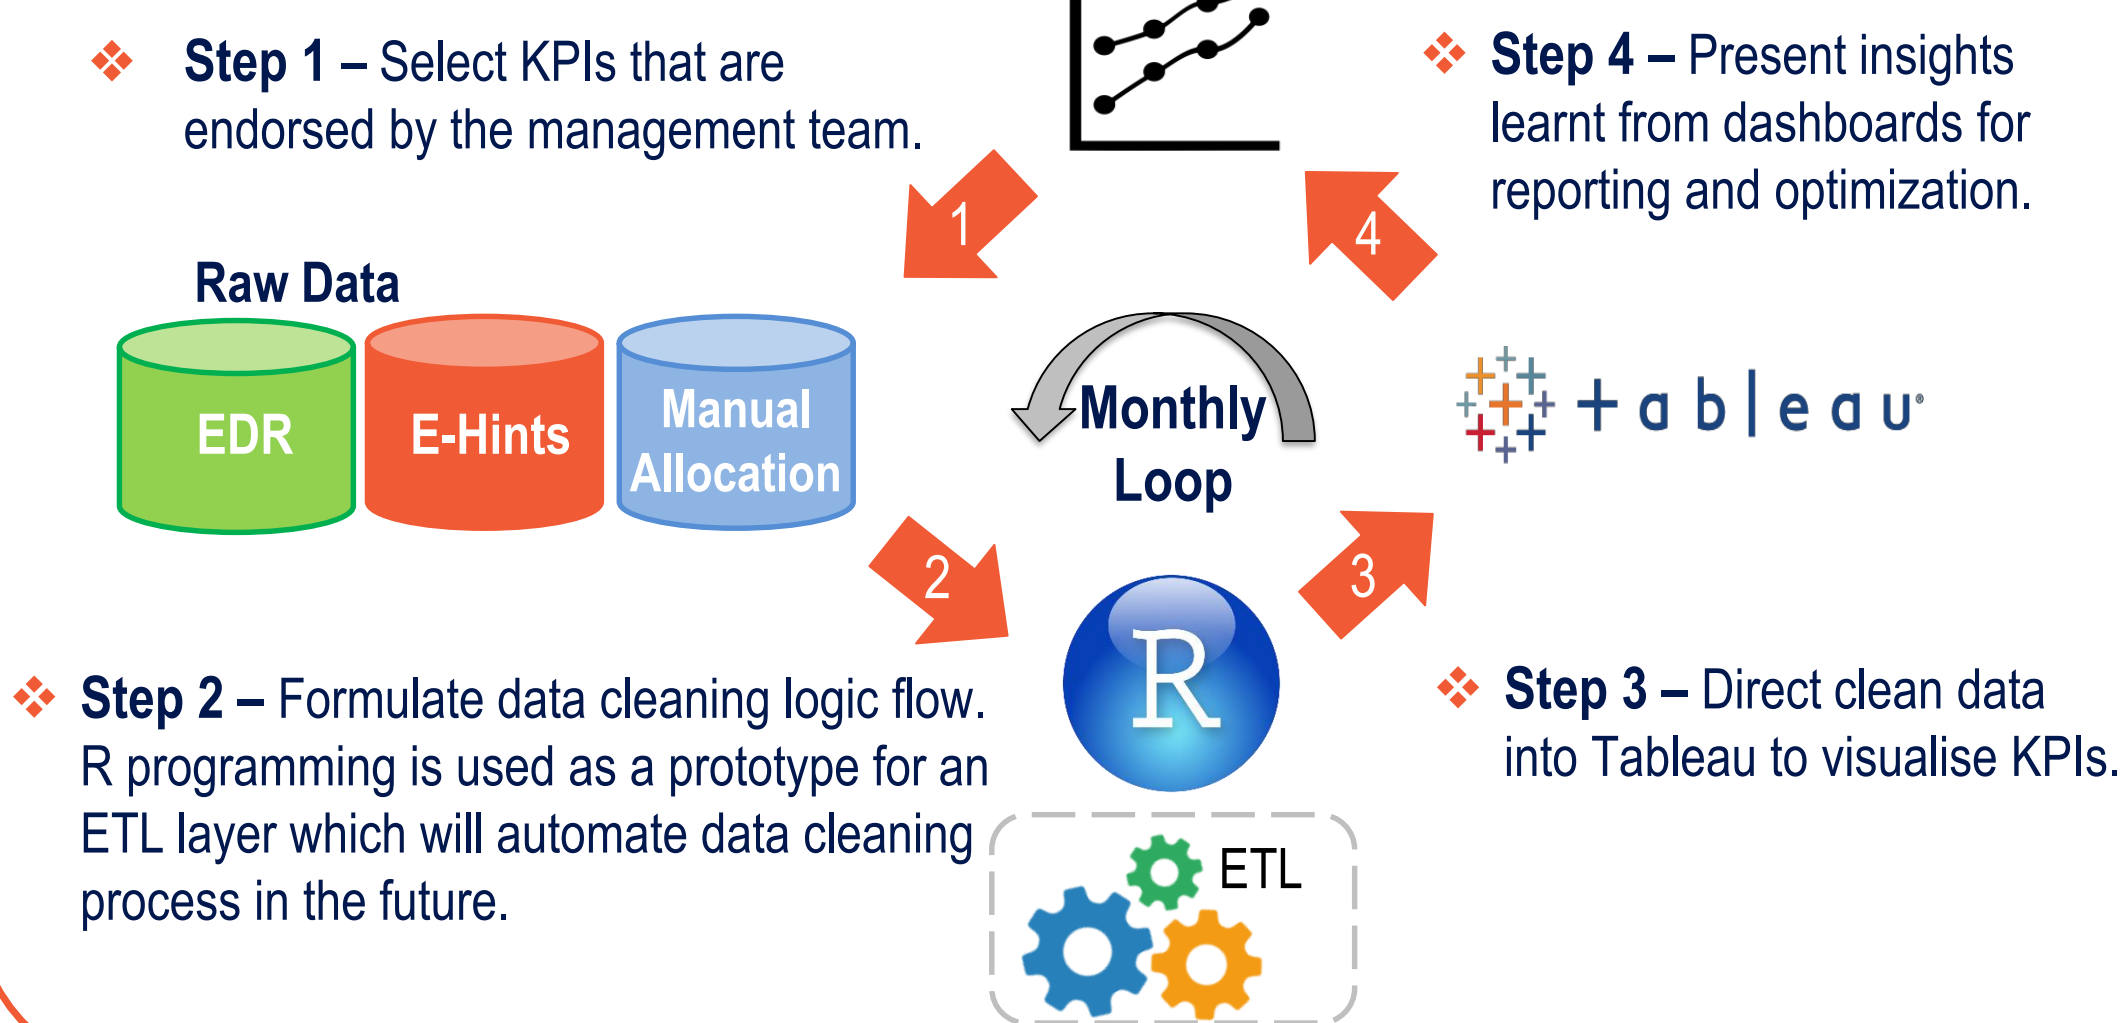 ❖ Step 1 – Select KPIs that are
endorsed by the management team.
1
Raw Data
EDR
E-Hints
Manual
Allocation
2
❖ Step 2 – Formulate data cleaning logic flow.
R programming is used as a prototype for an
ETL layer which will automate data cleaning
process in the future.
Monthly
Loop
R
ETL
3
❖ Step 3 – Direct clean data
into Tableau to visualise KPIs.
+ableau®
4
❖ Step 4 – Present insights
learnt from dashboards for
reporting and optimization.